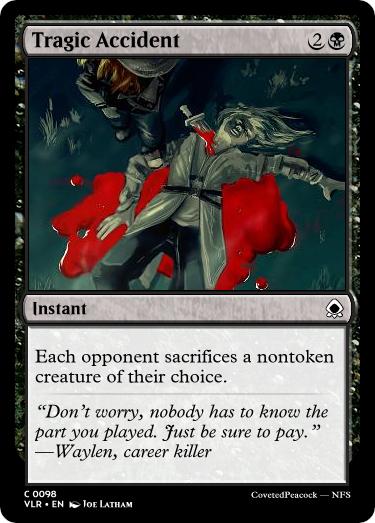 Tragic Accident 2
Instant
Each opponent sacrifices a nontoken
creature of their choice.
“Don’t worry, nobody has to know the
part you played. Just be sure to pay.”
—Waylen, career killer
C 0098 CovetedPeacock — NFS
VLR • EN Joe Latham